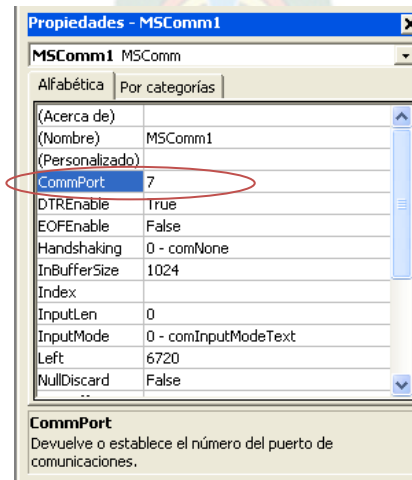 Propiedades - MSComm1
MSComm1 MSComm
Alfabética Por categorías
(Acerca de)
(Nombre) MSComm1
(Personalizado)
CommPort 7
DTREnable True
EOFEnable False
Handshaking 0 - comNone
InBufferSize 1024
Index
InputLen 0
InputMode 0 - comInputModeText
Left 6720
NullDiscard False
CommPort
Devuelve o establece el número del puerto de
comunicaciones.